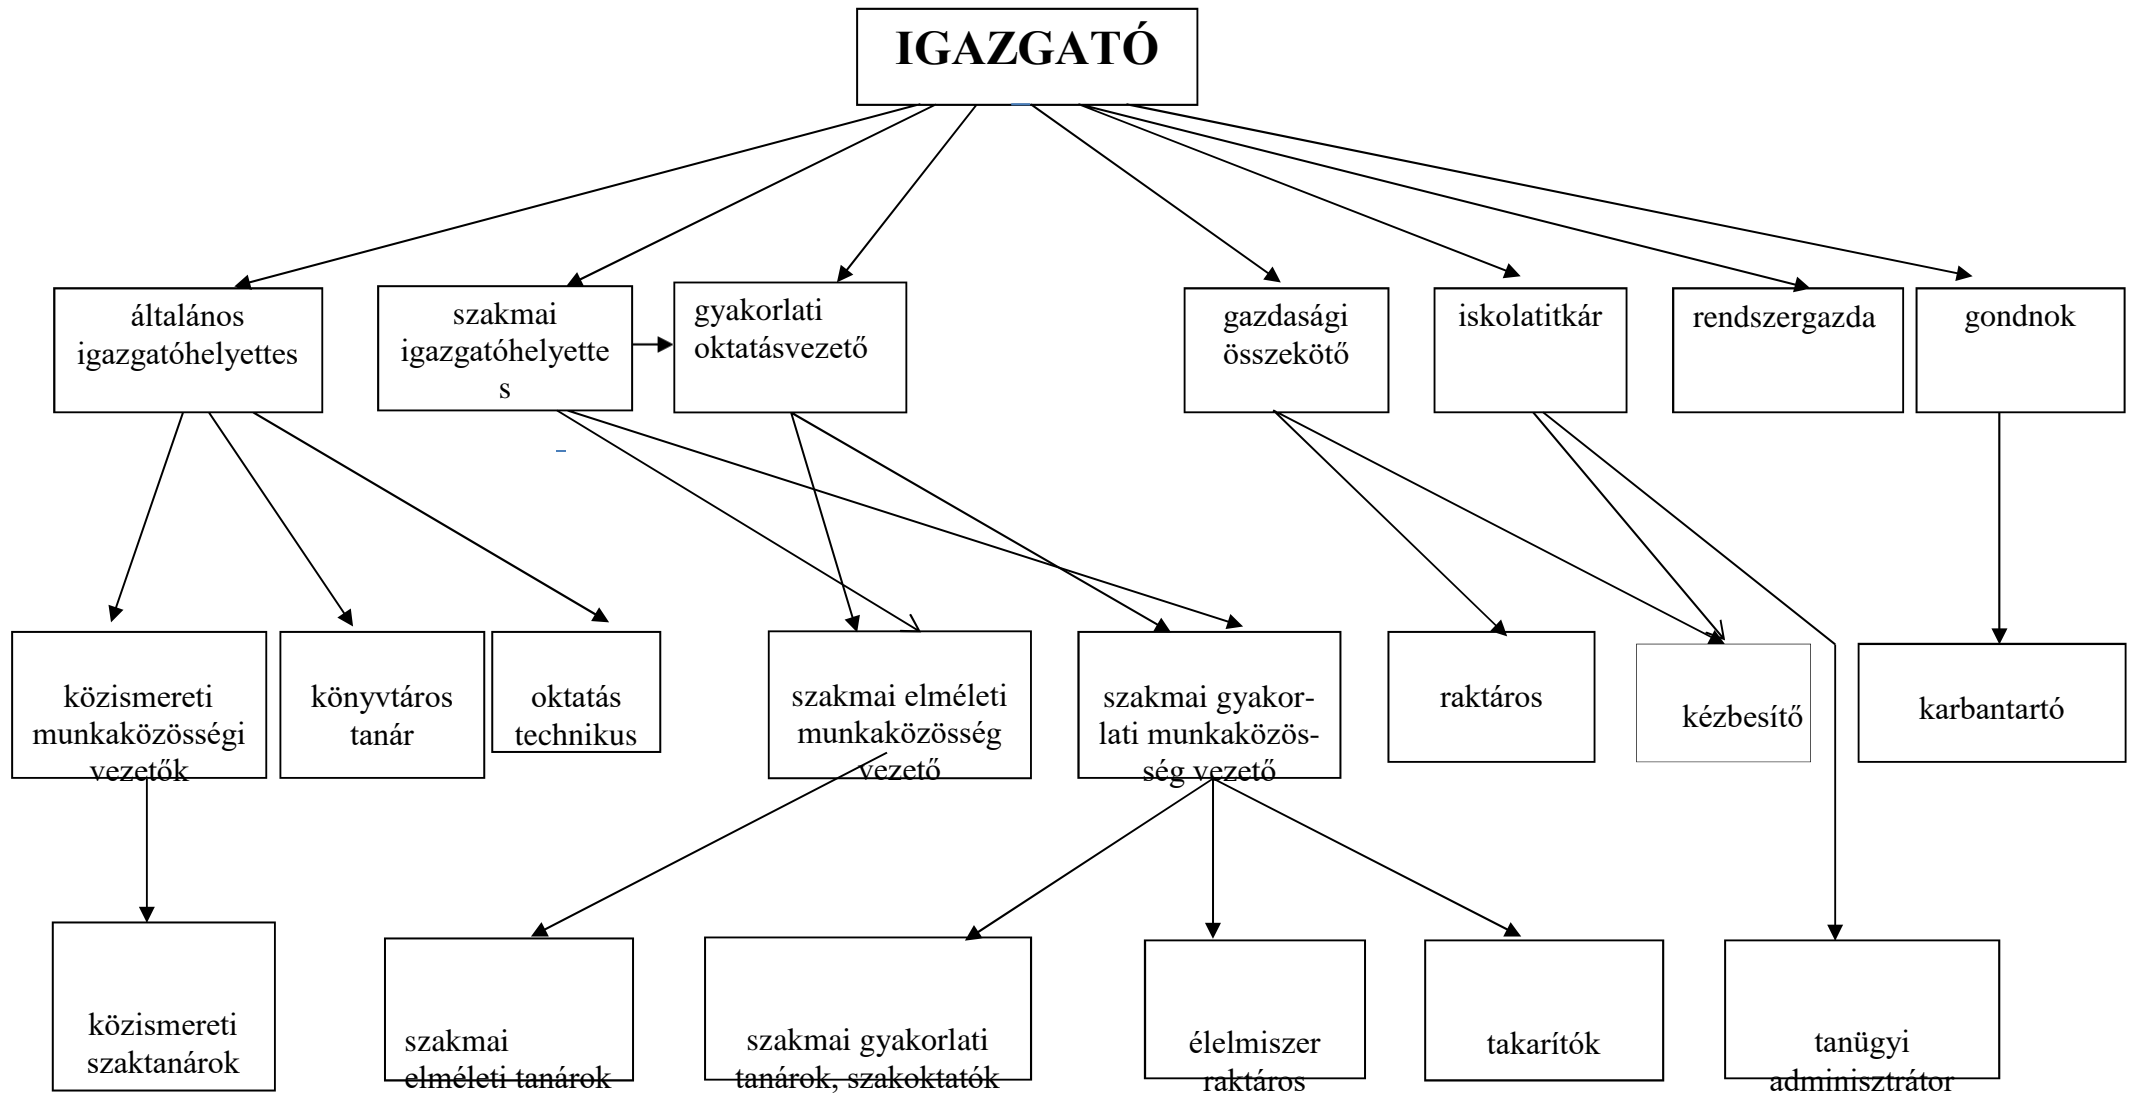 IGAZGATÓ
általános
igazgatóhelyettes
szakmai
igazgatóhelyette
s
gyakorlati
oktatásvezető
gazdasági
összekötő
iskolatitkár
rendszergazda
gondnok
közismereti
munkaközösségi
vezetők
könyvtáros
tanár
oktatás
technikus
szakmai elméleti
munkaközösség
vezető
szakmai gyakor-
lati munkaközös-
ség vezető
raktáros
kézbesítő
karbantartó
közismereti
szaktanárok
szakmai
elméleti tanárok
szakmai gyakorlati
tanárok, szakoktatók
élelmiszer
raktáros
takarítók
tanügyi
adminisztrátor